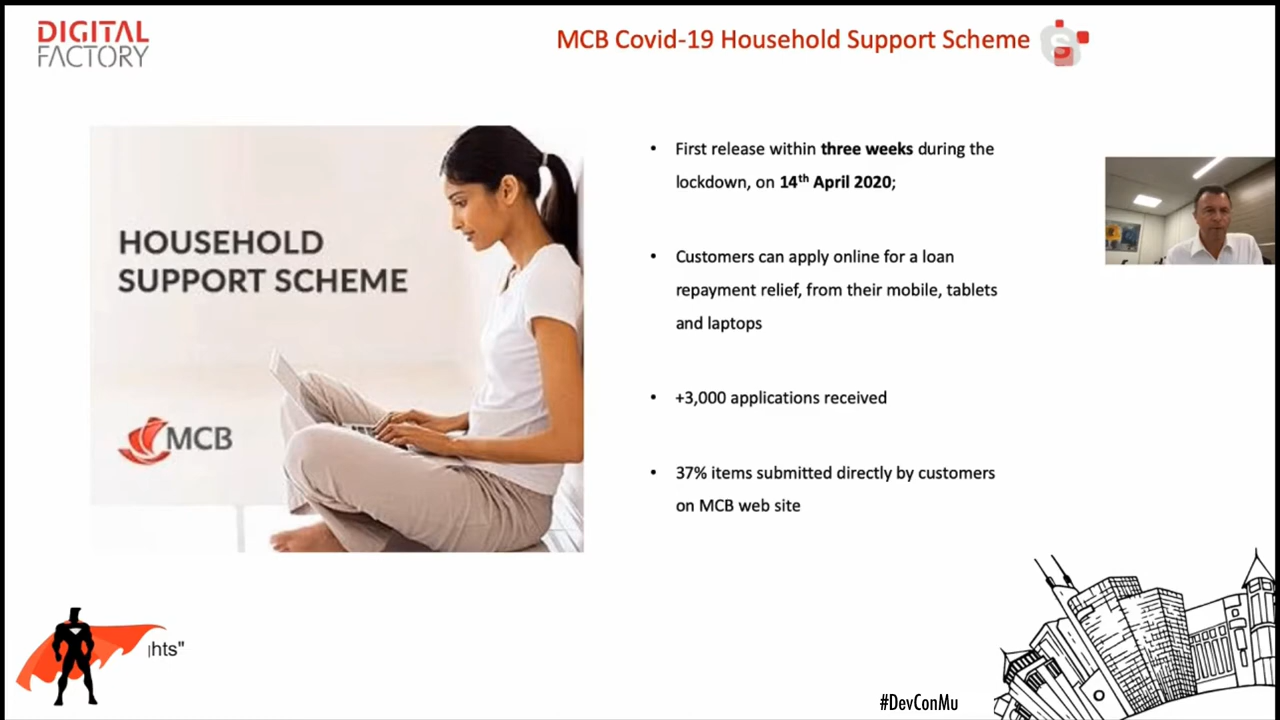 DIGITAL
FACTORY
MCB Covid-19 Household Support Scheme
HOUSEHOLD
SUPPORT SCHEME
MCB
• First release within three weeks during the
lockdown, on 14th April 2020;
• Customers can apply online for a loan
repayment relief, from their mobile, tablets
and laptops
• +3,000 applications received
• 37% items submitted directly by customers
on MCB web site
hts"
#DevConMu